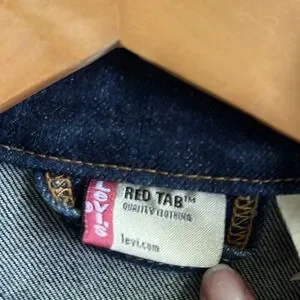 Levi's
RED TAB™
QUALITY CLOTHING
levi.com